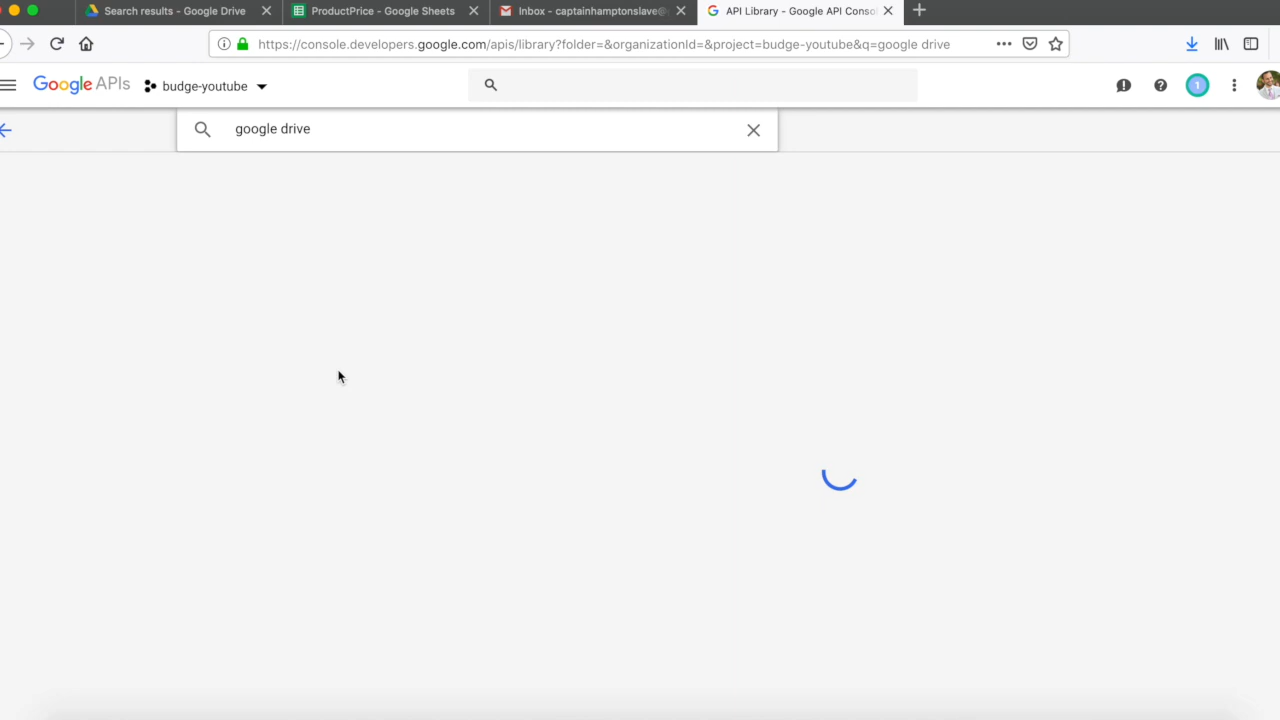 Search results - Google Drive
ProductPrice - Google Sheets
Inbox - captainhamptonslave@
API Library - Google API Conso
https://console.developers.google.com/apis/library?folder=&organizationId=&project=budge-youtube&q=google drive
Google APIs
budge-youtube
1
google drive